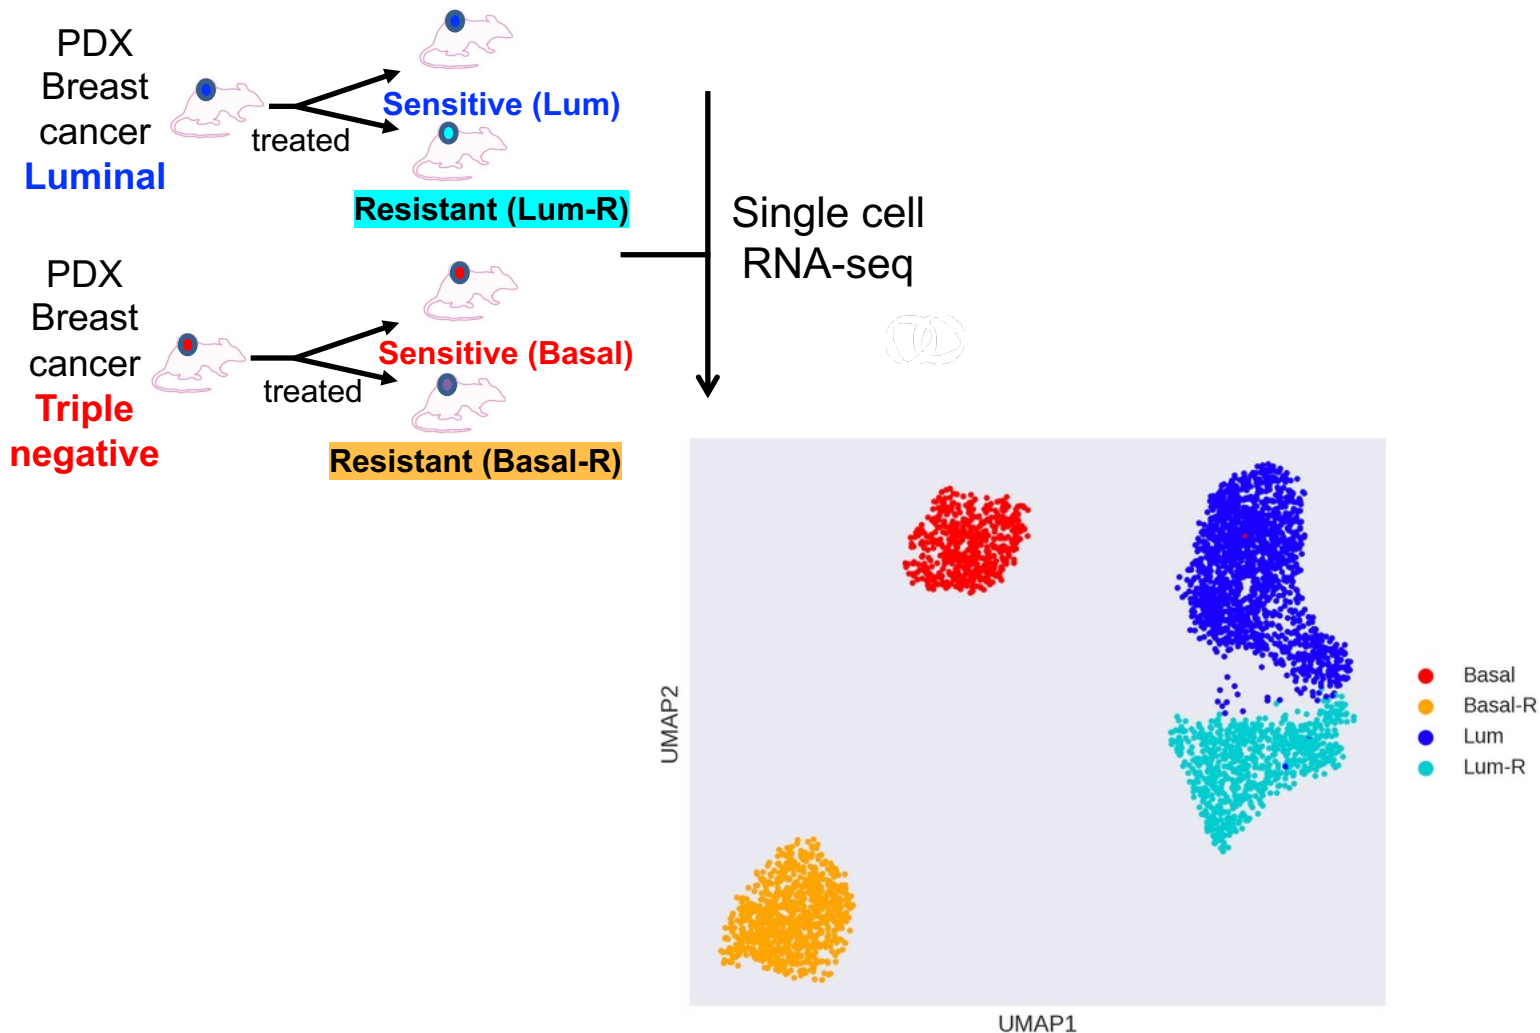 PDX
Breast
cancer
Luminal
treated
Sensitive (Lum)
Resistant (Lum-R)
PDX
Breast
cancer
Triple
negative
treated
Sensitive (Basal)
Resistant (Basal-R)
Single cell
RNA-seq
UMAP2
UMAP1
Basal
Basal-R
Lum
Lum-R